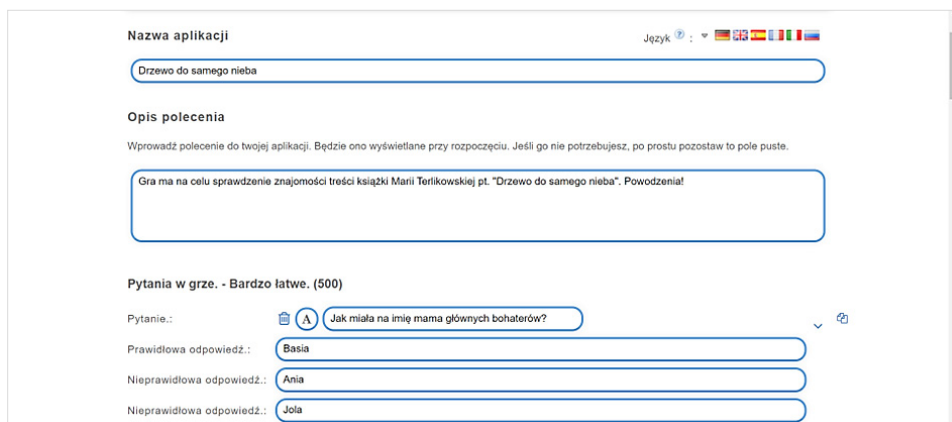 Nazwa aplikacji
Język ? :
Drzewo do samego nieba
Opis polecenia
Wprowadź polecenie do twojej aplikacji. Będzie ono wyświetlane przy rozpoczęciu. Jeśli go nie potrzebujesz, po prostu pozostaw to pole puste.
Gra ma na celu sprawdzenie znajomości treści książki Marii Terlikowskiej pt. "Drzewo do samego nieba". Powodzenia!
Pytania w grze. - Bardzo łatwe. (500)
Pytanie.: A Jak miała na imię mama głównych bohaterów?
Prawidłowa odpowiedź.: Basia
Nieprawidłowa odpowiedź.: Ania
Nieprawidłowa odpowiedź.: Jola